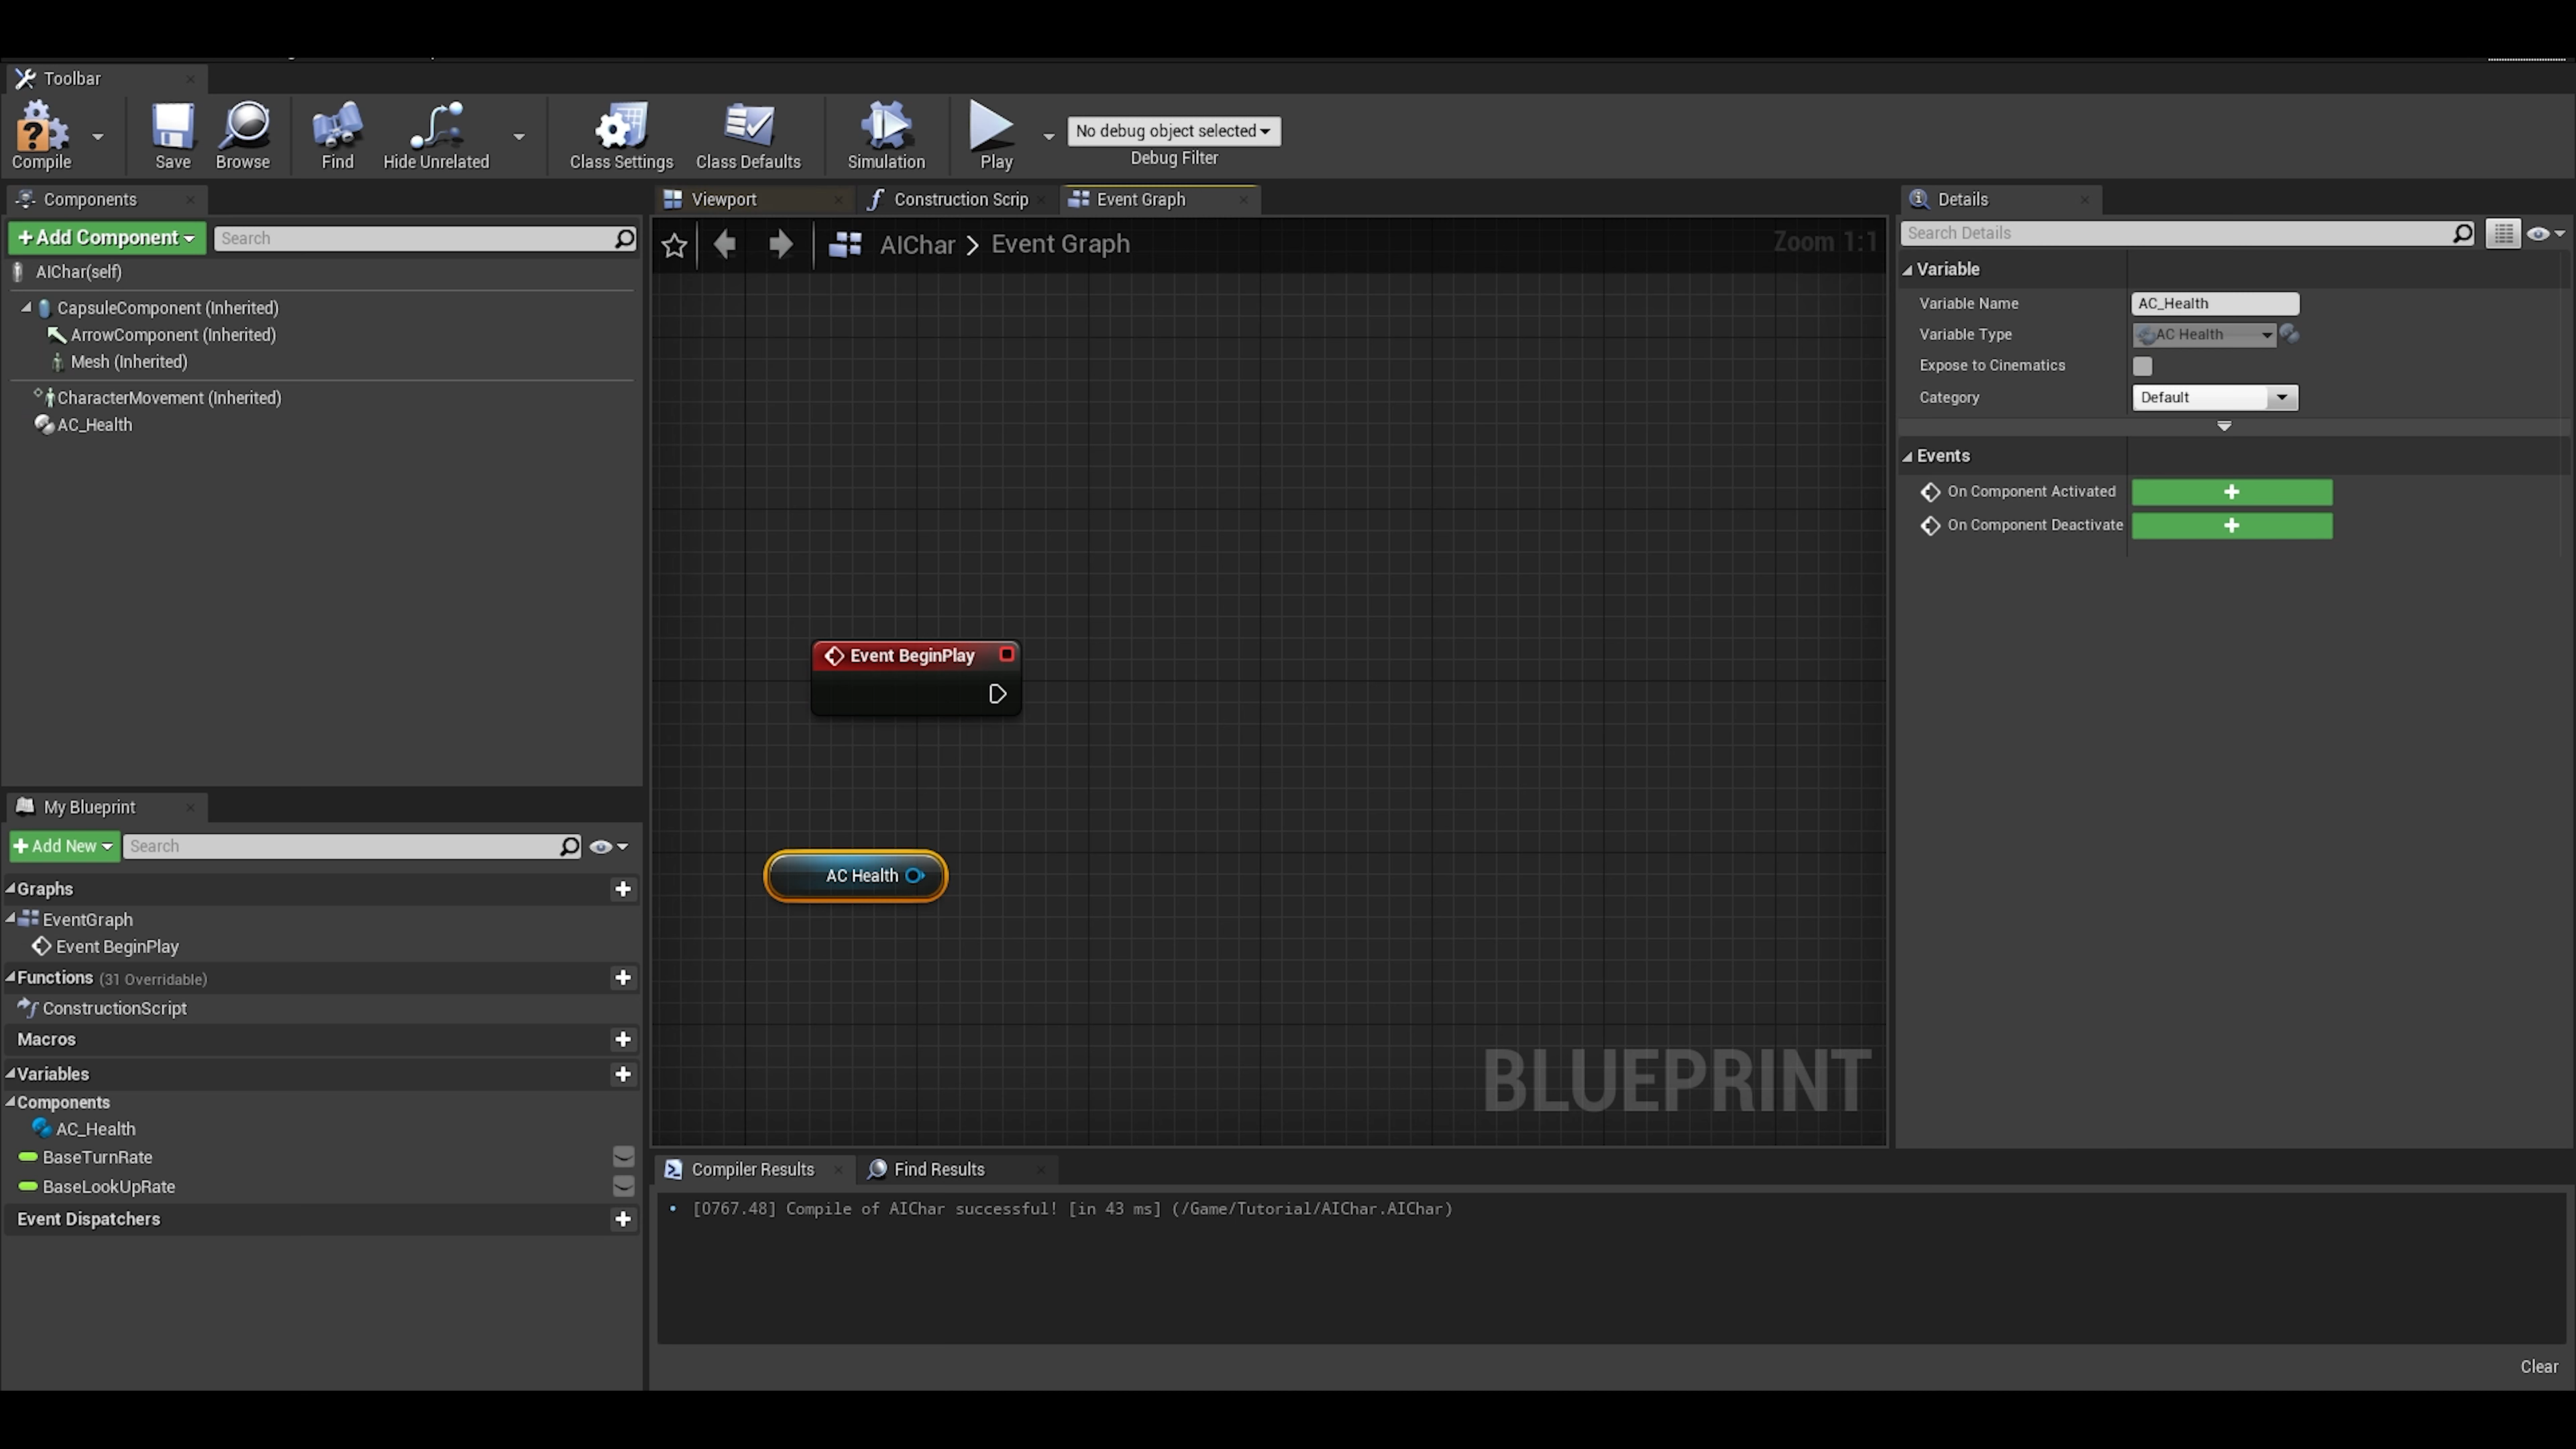 Toolbar
Compile
Save
Browse
Find
Hide Unrelated
Class Settings
Class Defaults
Simulation
Play
No debug object selected
Debug Filter
Components
Add Component
Search
AIChar(self)
CapsuleComponent (Inherited)
ArrowComponent (Inherited)
Mesh (Inherited)
CharacterMovement (Inherited)
AC_Health
My Blueprint
Add New
Search
Graphs
EventGraph
Event BeginPlay
Functions (31 Overridable)
ConstructionScript
Macros
Variables
Components
AC_Health
BaseTurnRate
BaseLookUpRate
Event Dispatchers
Viewport
Construction Scrip
Event Graph
AIChar > Event Graph
Zoom 1:1
Event BeginPlay
AC Health
BLUEPRINT
Compiler Results
Find Results
[0767.48] Compile of AIChar successful! [in 43 ms] (/Game/Tutorial/AIChar.AIChar)
Clear
Details
Search Details
Variable
Variable Name
AC_Health
Variable Type
AC Health
Expose to Cinematics
Category
Default
Events
On Component Activated
On Component Deactivate